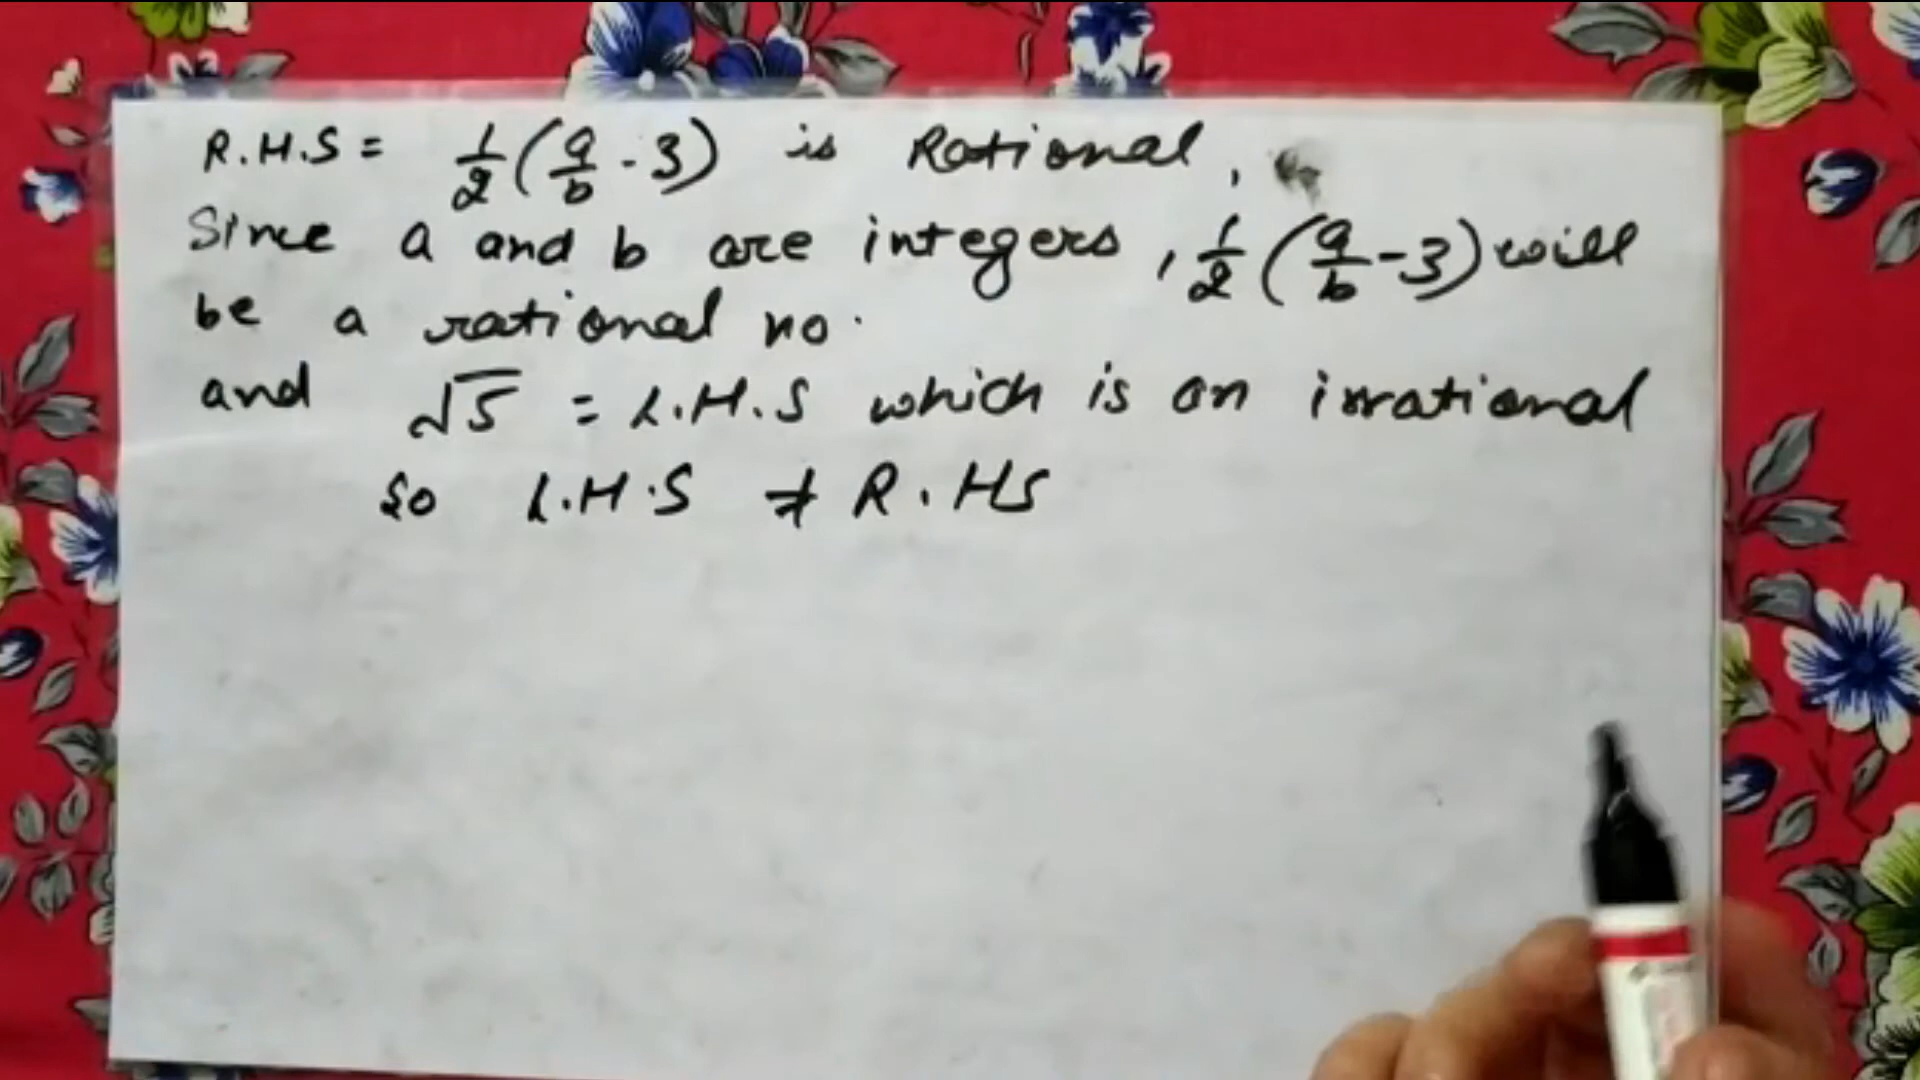 R.H.S = 1/2 (a/b - 3) is Rational,
Since a and b are integers, 1/2 (a/b - 3) will
be a rational no.
and √5 = L.H.S which is an irrational
So L.H.S ≠ R.HS